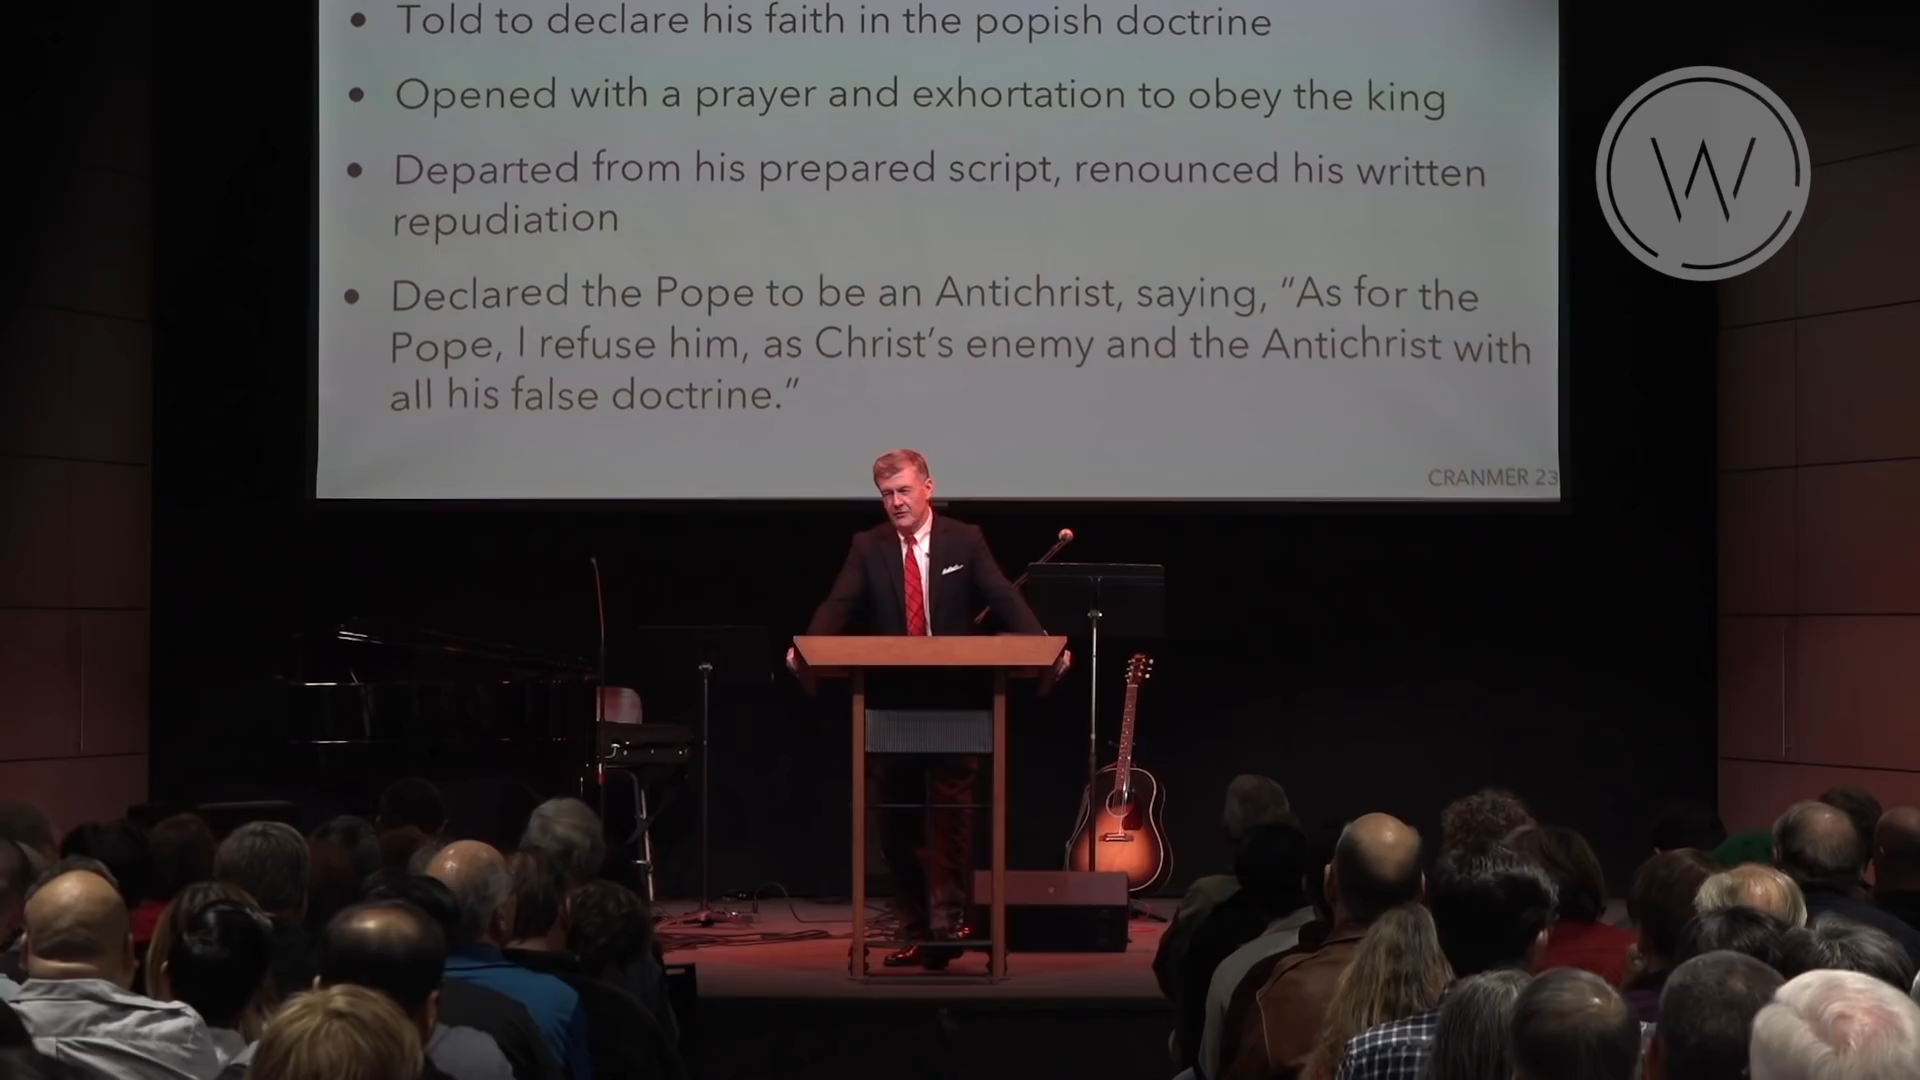 • Told to declare his faith in the popish doctrine
• Opened with a prayer and exhortation to obey the king
• Departed from his prepared script, renounced his written
repudiation
• Declared the Pope to be an Antichrist, saying, “As for the
Pope, I refuse him, as Christ’s enemy and the Antichrist with
all his false doctrine.”
CRANMER 23
W